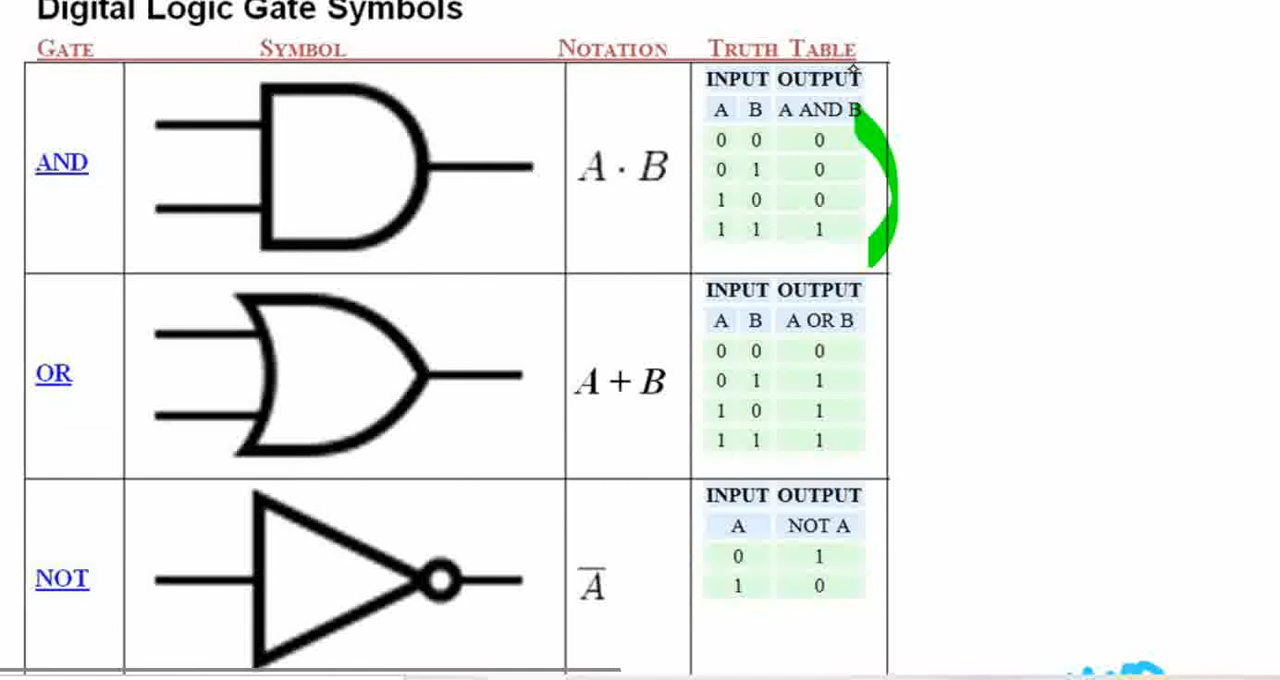 Digital Logic Gate Symbols
GATE SYMBOL NOTATION TRUTH TABLE
AND
A · B
INPUT OUTPUT
A B A AND B
0 0 0
0 1 0
1 0 0
1 1 1
OR
A + B
INPUT OUTPUT
A B A OR B
0 0 0
0 1 1
1 0 1
1 1 1
NOT
A̅
INPUT OUTPUT
A NOT A
0 1
1 0